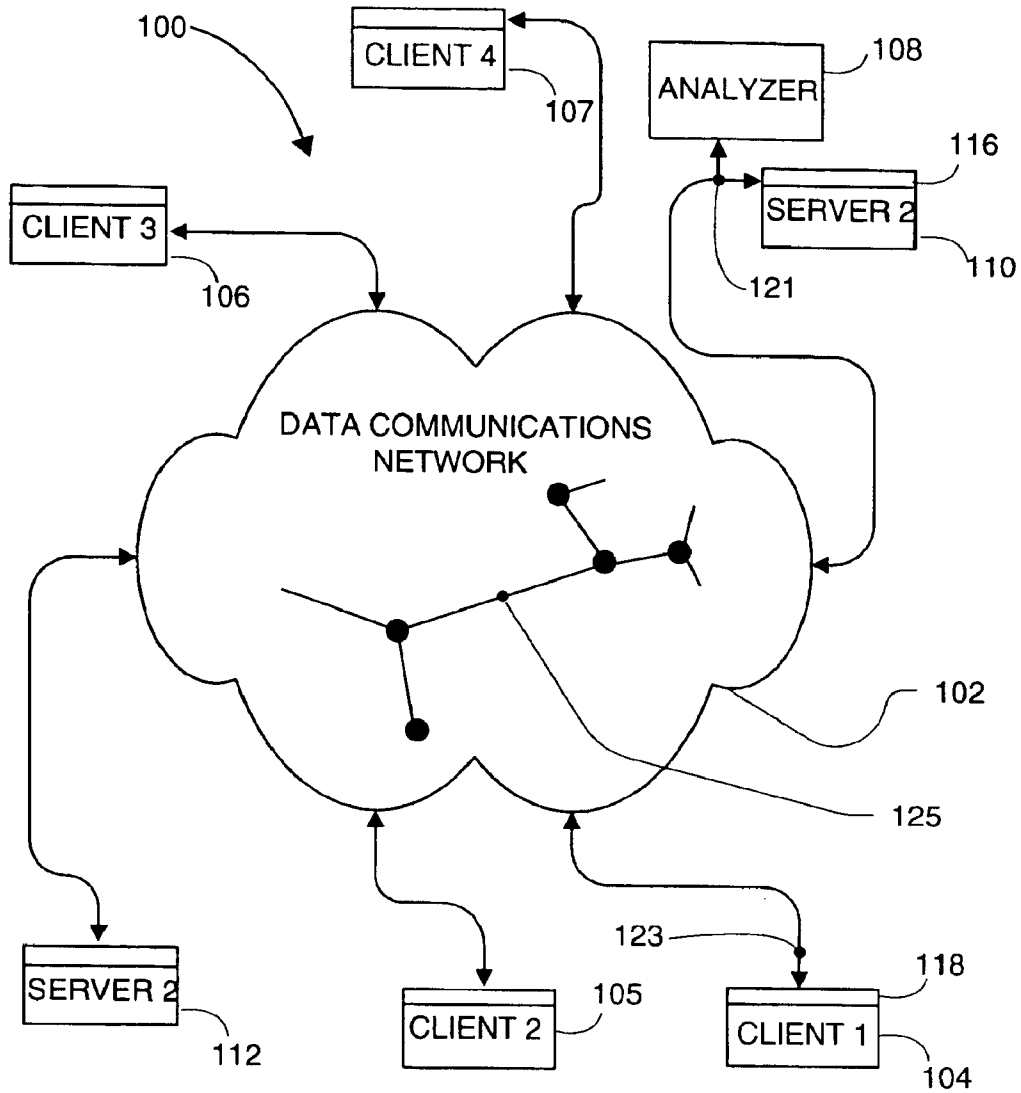 100
CLIENT 4
107
ANALYZER
108
116
SERVER 2
110
121
CLIENT 3
106
DATA COMMUNICATIONS
NETWORK
102
125
123
SERVER 2
112
CLIENT 2
105
118
CLIENT 1
104